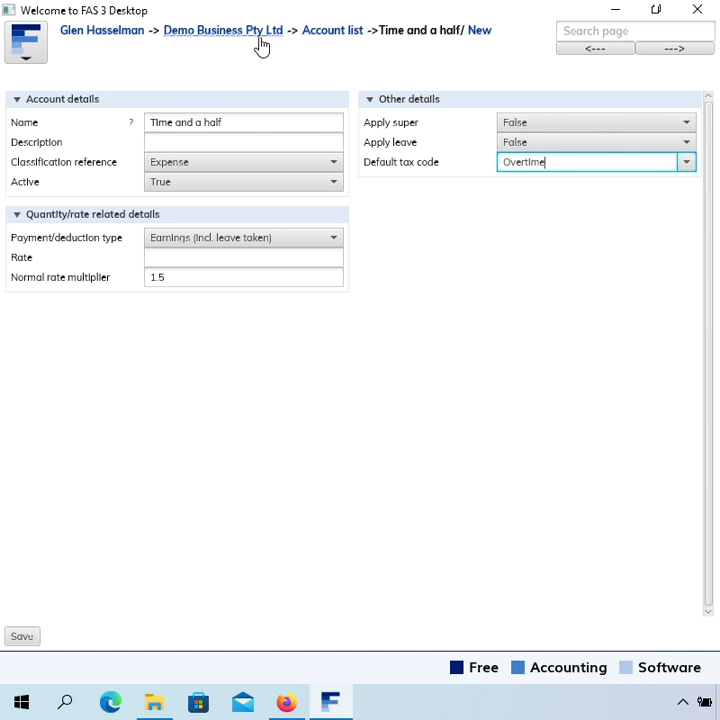 Welcome to FAS 3 Desktop
Glen Hasselman -> Demo Business Pty Ltd -> Account list ->Time and a half/ New
Search page
<---
--->
Account details
Name ? Time and a half
Description
Classification reference Expense
Active True
Quantity/rate related details
Payment/deduction type Earnings (incl. leave taken)
Rate
Normal rate multiplier 1.5
Other details
Apply super False
Apply leave False
Default tax code Overtime
Save
Free Accounting Software